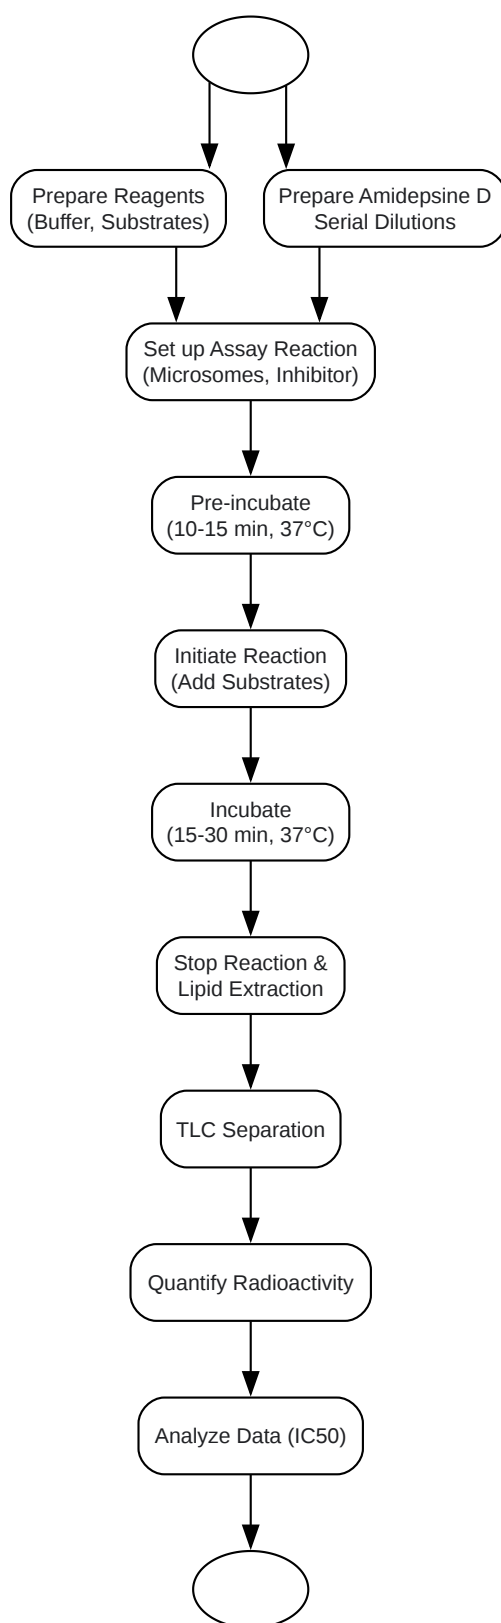 Prepare Reagents
(Buffer, Substrates)
Prepare Amidepsine D
Serial Dilutions
Set up Assay Reaction
(Microsomes, Inhibitor)
Pre-incubate
(10-15 min, 37°C)
Initiate Reaction
(Add Substrates)
Incubate
(15-30 min, 37°C)
Stop Reaction &
Lipid Extraction
TLC Separation
Quantify Radioactivity
Analyze Data (IC50)